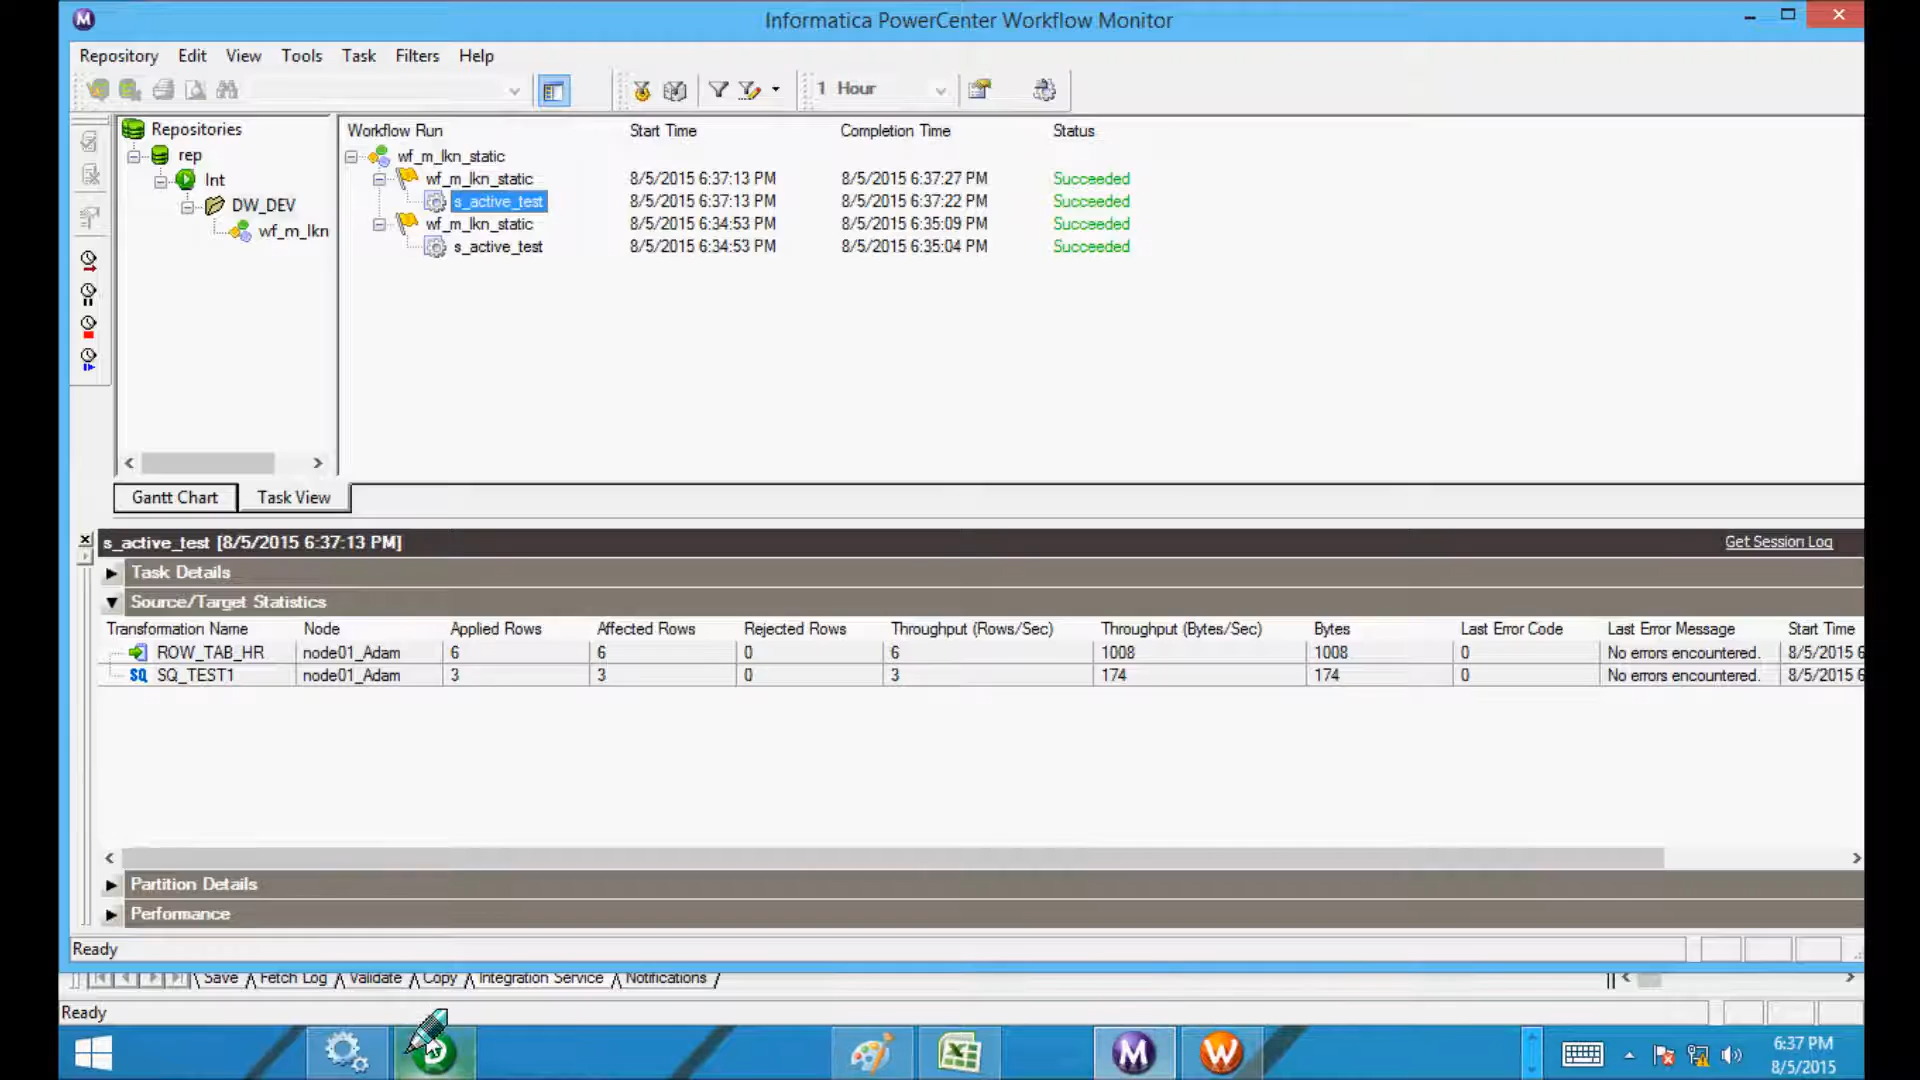 Informatica PowerCenter Workflow Monitor
Repository Edit View Tools Task Filters Help
1 Hour
Repositories
rep
Int
DW_DEV
wf_m_lkn
Workflow Run Start Time Completion Time Status
wf_m_lkn_static
wf_m_lkn_static 8/5/2015 6:37:13 PM 8/5/2015 6:37:27 PM Succeeded
s_active_test 8/5/2015 6:37:13 PM 8/5/2015 6:37:22 PM Succeeded
wf_m_lkn_static 8/5/2015 6:34:53 PM 8/5/2015 6:35:09 PM Succeeded
s_active_test 8/5/2015 6:34:53 PM 8/5/2015 6:35:04 PM Succeeded
Gantt Chart Task View
s_active_test [8/5/2015 6:37:13 PM] Get Session Log
Task Details
Source/Target Statistics
Transformation Name Node Applied Rows Affected Rows Rejected Rows Throughput (Rows/Sec) Throughput (Bytes/Sec) Bytes Last Error Code Last Error Message Start Time
ROW_TAB_HR node01_Adam 6 6 0 6 1008 1008 0 No errors encountered. 8/5/2015 6
SQ SQ_TEST1 node01_Adam 3 3 0 3 174 174 0 No errors encountered. 8/5/2015 6
Partition Details
Performance
Ready
Save Fetch Log Validate Copy Integration Service Notifications
Ready
6:37 PM
8/5/2015